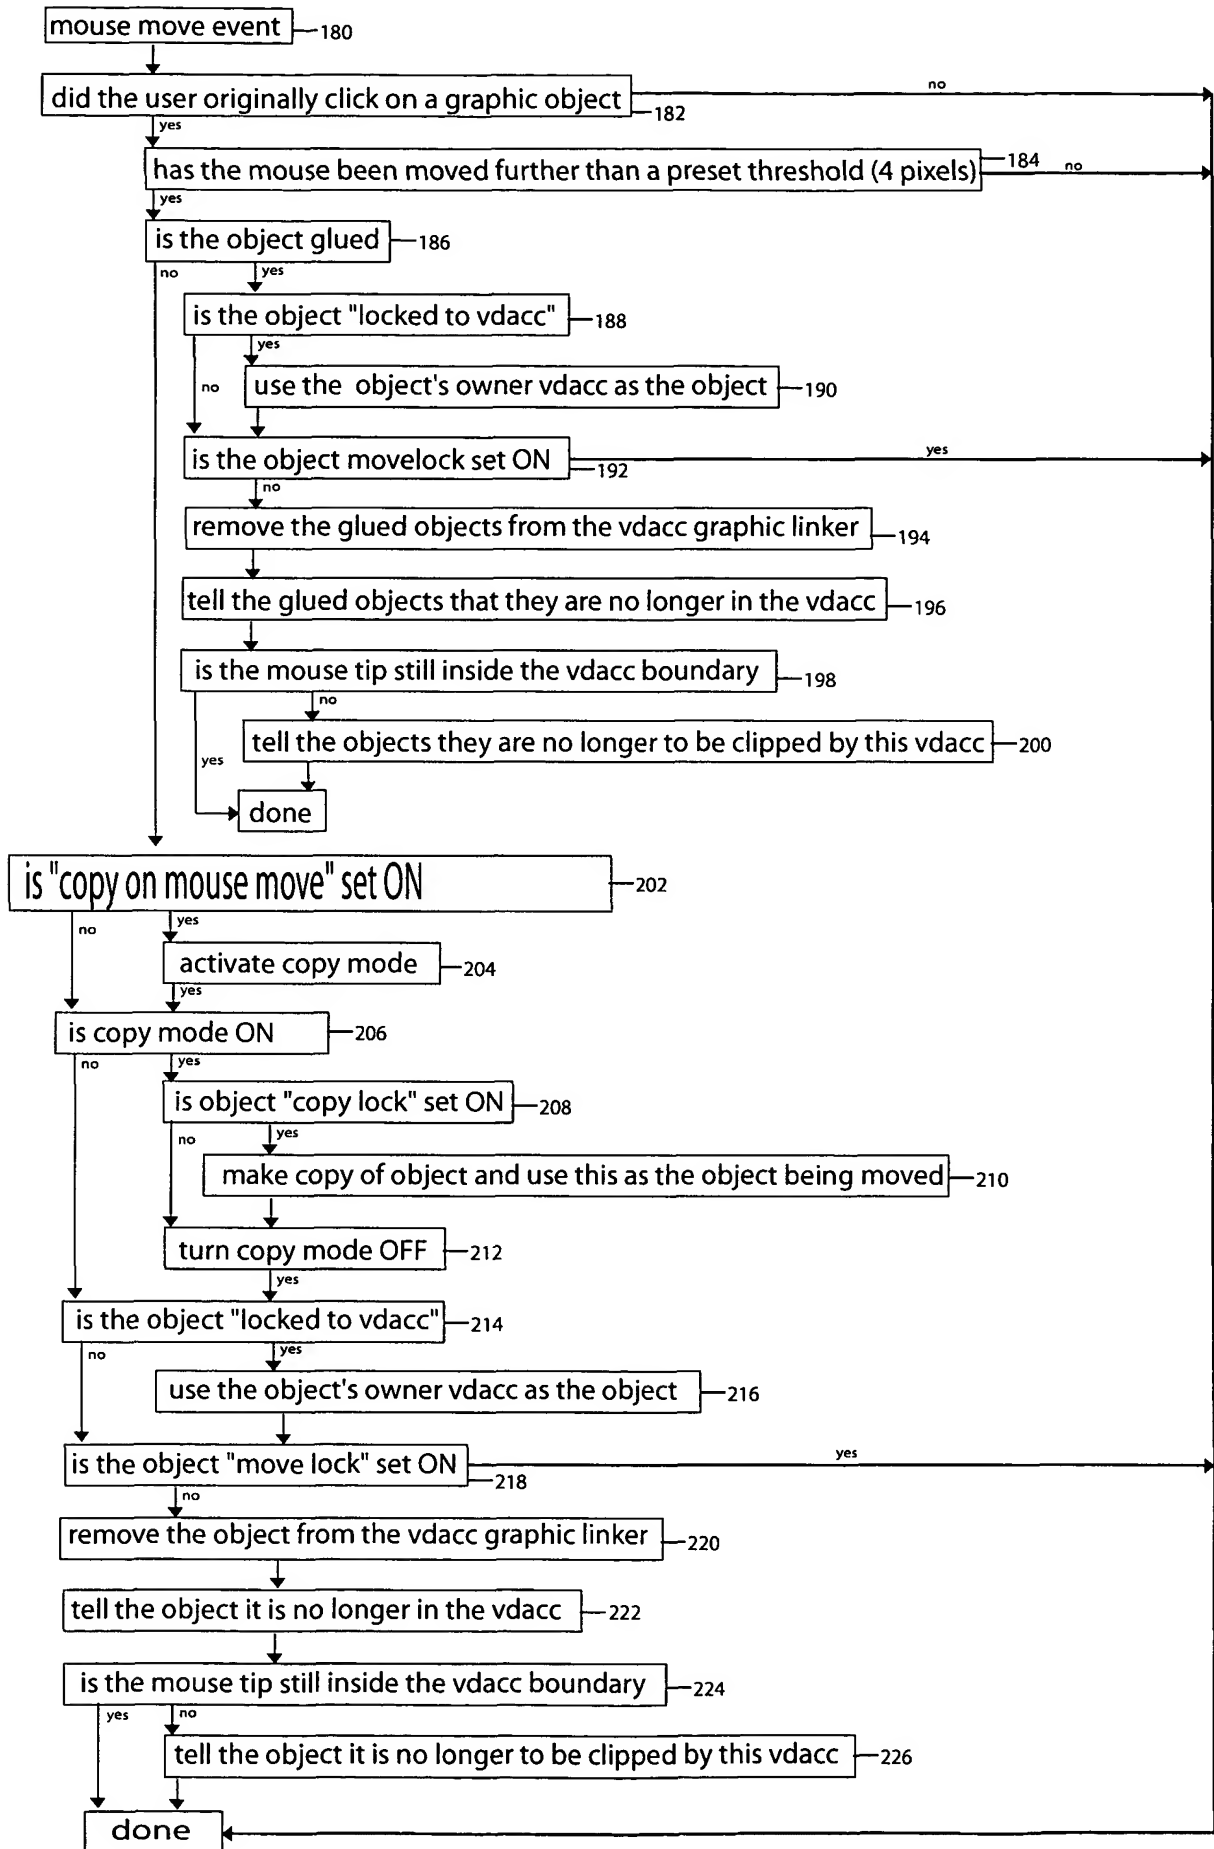 mouse move event 180
did the user originally click on a graphic object no
182
yes
has the mouse been moved further than a preset threshold (4 pixels) 184 no
yes
is the object glued 186
no yes
is the object "locked to vdacc" 188
yes
no
use the object's owner vdacc as the object 190
is the object movelock set ON yes
192
no
remove the glued objects from the vdacc graphic linker 194
tell the glued objects that they are no longer in the vdacc 196
is the mouse tip still inside the vdacc boundary 198
no
tell the objects they are no longer to be clipped by this vdacc 200
yes
done
is "copy on mouse move" set ON 202
no yes
activate copy mode 204
yes
is copy mode ON 206
no yes
is object "copy lock" set ON 208
no yes
make copy of object and use this as the object being moved 210
turn copy mode OFF 212
yes
is the object "locked to vdacc" 214
no yes
use the object's owner vdacc as the object 216
is the object "move lock" set ON yes
218
no
remove the object from the vdacc graphic linker 220
tell the object it is no longer in the vdacc 222
is the mouse tip still inside the vdacc boundary 224
yes no
tell the object it is no longer to be clipped by this vdacc 226
done